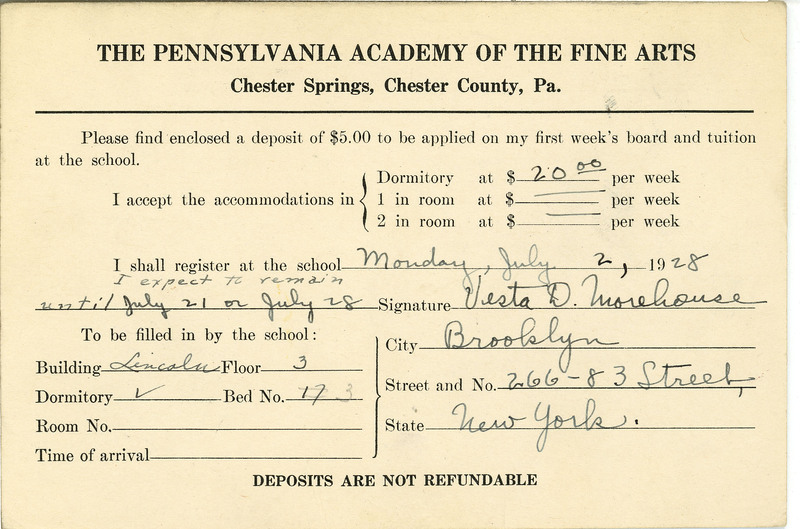 THE PENNSYLVANIA ACADEMY OF THE FINE ARTS
Chester Springs, Chester County, Pa.
Please find enclosed a deposit of $5.00 to be applied on my first week's board and tuition
at the school.
I accept the accommodations in
Dormitory at $ 20 00 per week
1 in room at $ per week
2 in room at $ per week
I shall register at the school Monday, July 2, 1928
I expect to remain
until July 21 or July 28 Signature Vesta D. Morehouse
To be filled in by the school:
City Brooklyn
Building Lincoln Floor 3
Street and No. 266-83 Street,
Dormitory ✓ Bed No. 173
Room No.
State New York.
Time of arrival
DEPOSITS ARE NOT REFUNDABLE